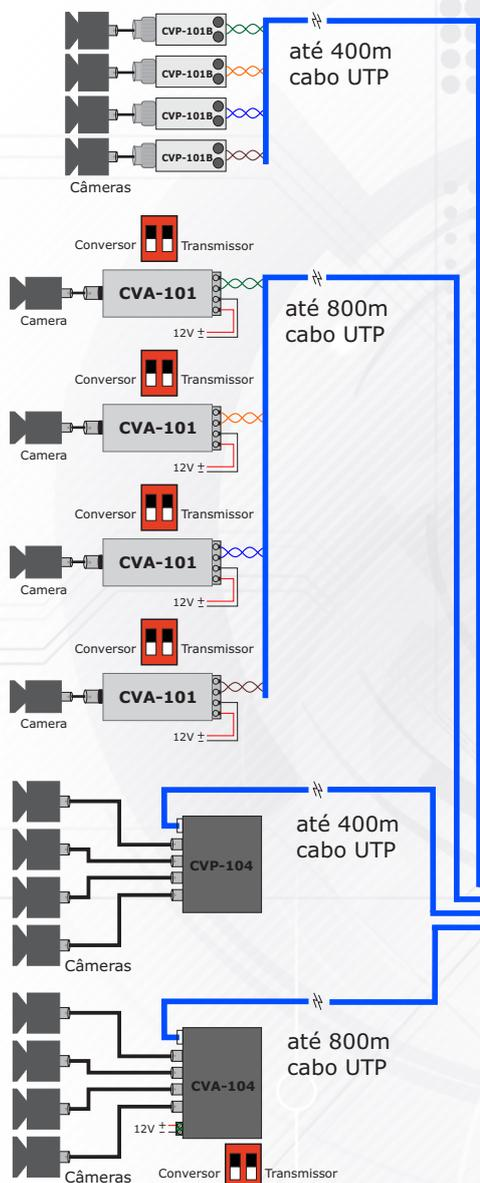 CVP-101B
até 400m
cabo UTP
CVP-101B
CVP-101B
CVP-101B
Câmeras
Conversor Transmissor
CVA-101
Camera
12V ±
até 800m
cabo UTP
Conversor Transmissor
CVA-101
Camera
12V ±
Conversor Transmissor
CVA-101
Camera
12V ±
Conversor Transmissor
CVA-101
Camera
12V ±
CVP-104
até 400m
cabo UTP
Câmeras
CVA-104
até 800m
cabo UTP
12V ±
Câmeras
Conversor Transmissor